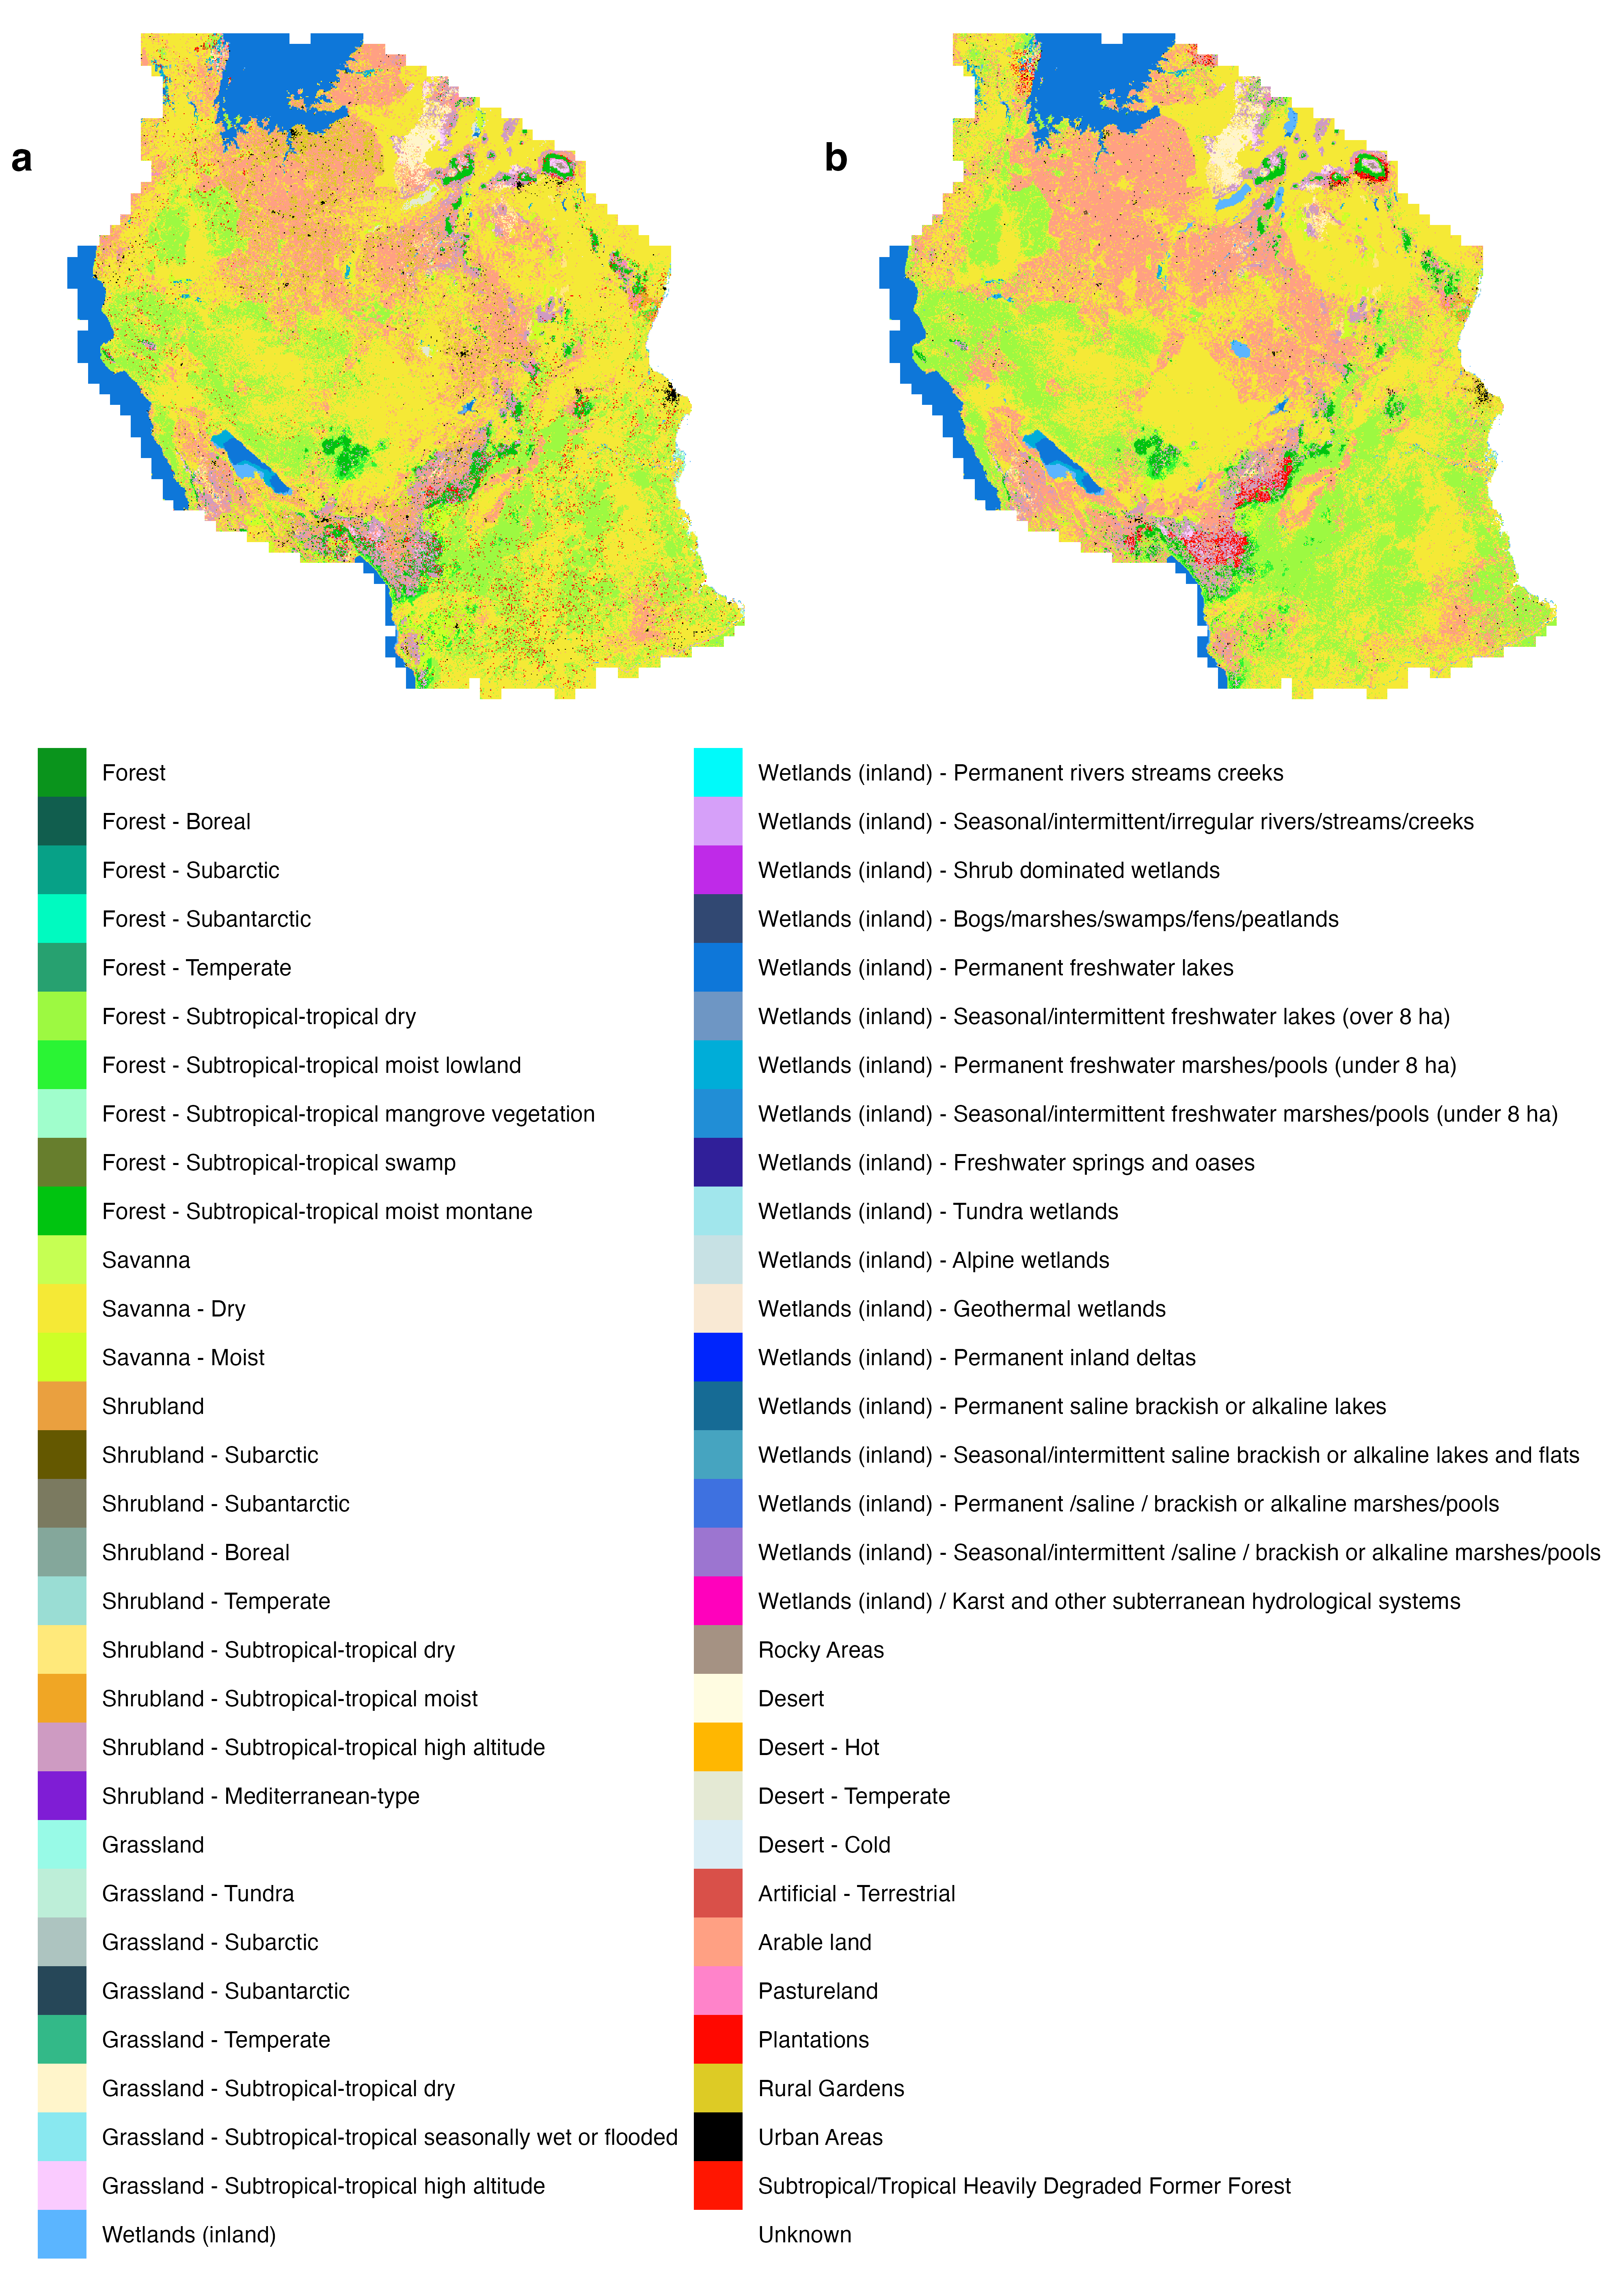 a
b
Forest
Forest - Boreal
Forest - Subarctic
Forest - Subantarctic
Forest - Temperate
Forest - Subtropical-tropical dry
Forest - Subtropical-tropical moist lowland
Forest - Subtropical-tropical mangrove vegetation
Forest - Subtropical-tropical swamp
Forest - Subtropical-tropical moist montane
Savanna
Savanna - Dry
Savanna - Moist
Shrubland
Shrubland - Subarctic
Shrubland - Subantarctic
Shrubland - Boreal
Shrubland - Temperate
Shrubland - Subtropical-tropical dry
Shrubland - Subtropical-tropical moist
Shrubland - Subtropical-tropical high altitude
Shrubland - Mediterranean-type
Grassland
Grassland - Tundra
Grassland - Subarctic
Grassland - Subantarctic
Grassland - Temperate
Grassland - Subtropical-tropical dry
Grassland - Subtropical-tropical seasonally wet or flooded
Grassland - Subtropical-tropical high altitude
Wetlands (inland)
Wetlands (inland) - Permanent rivers streams creeks
Wetlands (inland) - Seasonal/intermittent/irregular rivers/streams/creeks
Wetlands (inland) - Shrub dominated wetlands
Wetlands (inland) - Bogs/marshes/swamps/fens/peatlands
Wetlands (inland) - Permanent freshwater lakes
Wetlands (inland) - Seasonal/intermittent freshwater lakes (over 8 ha)
Wetlands (inland) - Permanent freshwater marshes/pools (under 8 ha)
Wetlands (inland) - Seasonal/intermittent freshwater marshes/pools (under 8 ha)
Wetlands (inland) - Freshwater springs and oases
Wetlands (inland) - Tundra wetlands
Wetlands (inland) - Alpine wetlands
Wetlands (inland) - Geothermal wetlands
Wetlands (inland) - Permanent inland deltas
Wetlands (inland) - Permanent saline brackish or alkaline lakes
Wetlands (inland) - Seasonal/intermittent saline brackish or alkaline lakes and flats
Wetlands (inland) - Permanent /saline / brackish or alkaline marshes/pools
Wetlands (inland) - Seasonal/intermittent /saline / brackish or alkaline marshes/pools
Wetlands (inland) / Karst and other subterranean hydrological systems
Rocky Areas
Desert
Desert - Hot
Desert - Temperate
Desert - Cold
Artificial - Terrestrial
Arable land
Pastureland
Plantations
Rural Gardens
Urban Areas
Subtropical/Tropical Heavily Degraded Former Forest
Unknown